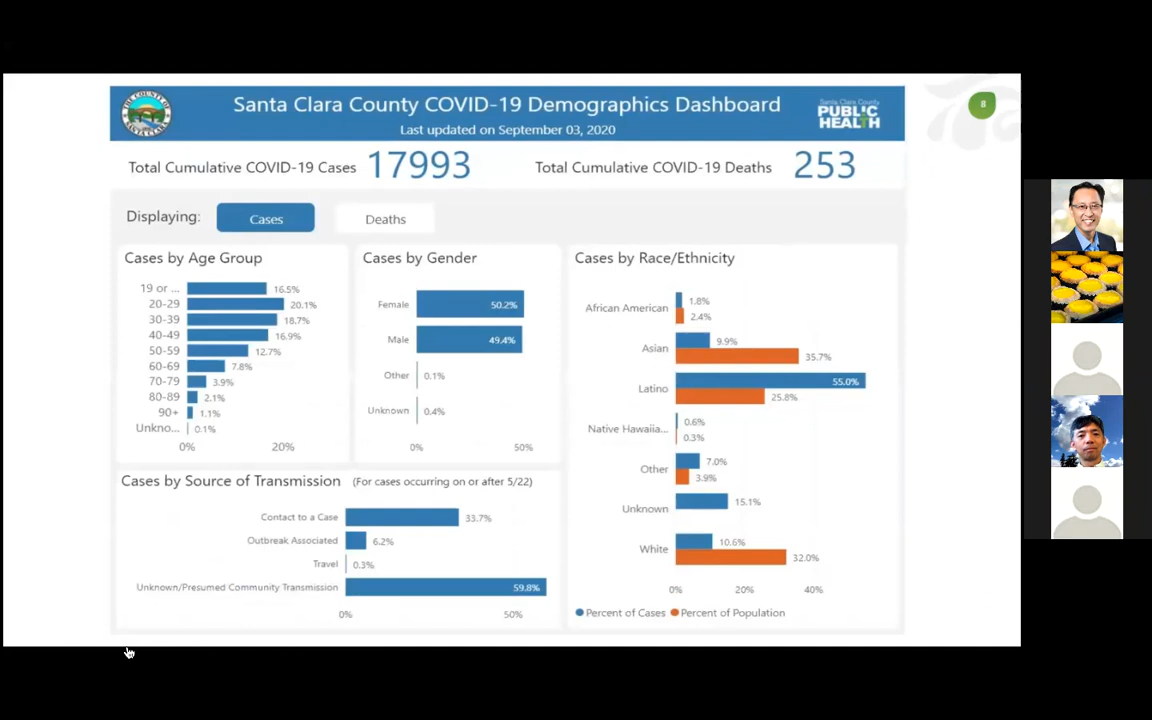 Santa Clara County COVID-19 Demographics Dashboard
Last updated on September 03, 2020
THE COUNTY OF SANTA CLARA
Santa Clara County
PUBLIC
HEALTH
8
Total Cumulative COVID-19 Cases 17993
Total Cumulative COVID-19 Deaths 253
Displaying: Cases Deaths
Cases by Age Group
19 or ... 16.5%
20-29 20.1%
30-39 18.7%
40-49 16.9%
50-59 12.7%
60-69 7.8%
70-79 3.9%
80-89 2.1%
90+ 1.1%
Unkno... 0.1%
0% 20%
Cases by Gender
Female 50.2%
Male 49.4%
Other 0.1%
Unknown 0.4%
0% 50%
Cases by Race/Ethnicity
African American 1.8%
2.4%
Asian 9.9%
35.7%
Latino 55.0%
25.8%
Native Hawaiia... 0.6%
0.3%
Other 7.0%
3.9%
Unknown 15.1%
White 10.6%
32.0%
0% 20% 40%
Percent of Cases Percent of Population
Cases by Source of Transmission (For cases occurring on or after 5/22)
Contact to a Case 33.7%
Outbreak Associated 6.2%
Travel 0.3%
Unknown/Presumed Community Transmission 59.8%
0% 50%